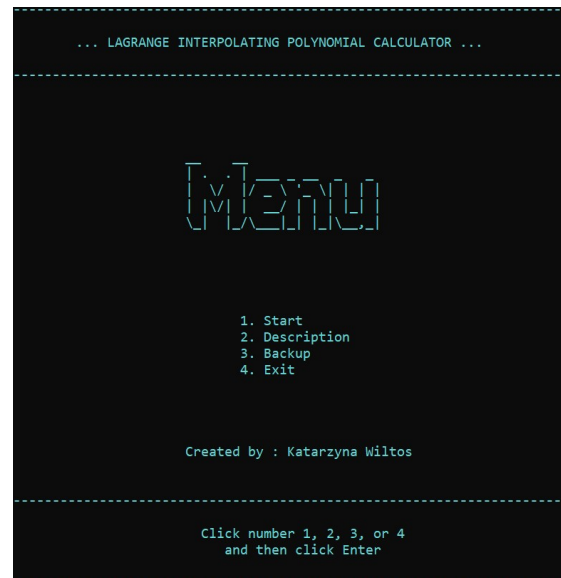 ... LAGRANGE INTERPOLATING POLYNOMIAL CALCULATOR ...
Menu
1. Start
2. Description
3. Backup
4. Exit
Created by : Katarzyna Wiltos
Click number 1, 2, 3, or 4
and then click Enter